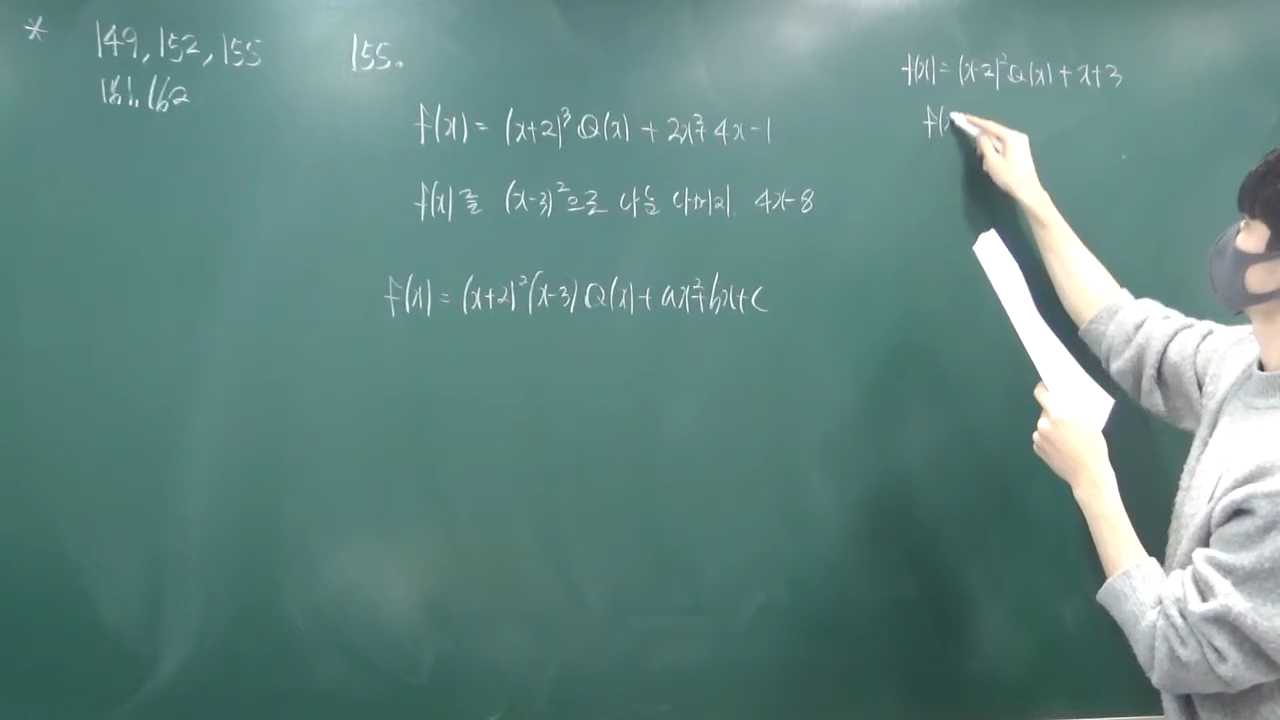 *
149, 152, 155
161. 162
155.
f(x) = (x+2)³ Q(x) + 2x²+4x-1
f(x)를 (x-3)²으로 나눈 나머지 4x-8
f(x) = (x+2)²(x-3) Q(x) + ax²+bx+c
f(x) = (x-2)² Q(x) + x+3
f(x